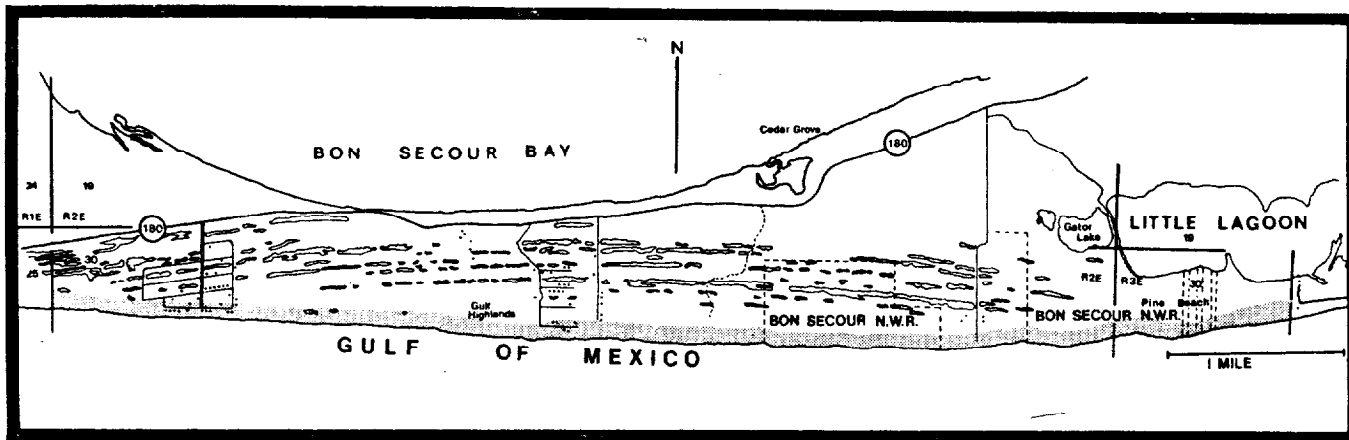 N
Cedar Grove
180
BON SECOUR BAY
24 19
R1E R2E
180
LITTLE LAGOON
19
Gator
Lake
30
25
R2E R3E
30
Pine Beach
Gulf
Highlands
BON SECOUR N.W.R.
BON SECOUR N.W.R.
GULF OF MEXICO
1 MILE